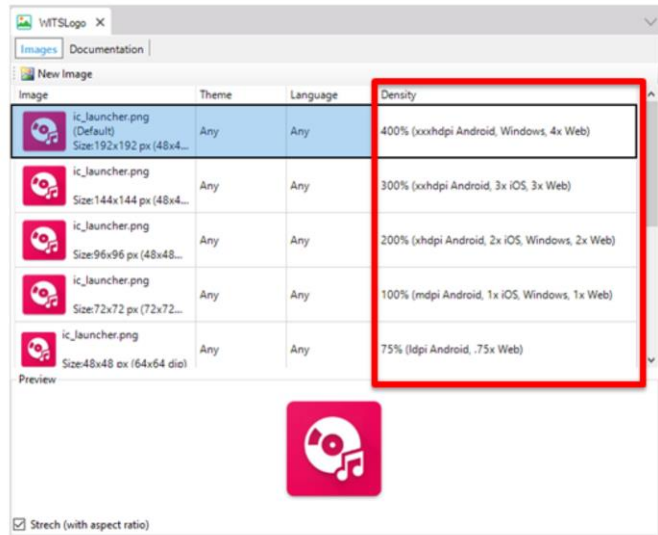 WITSLogo
Images Documentation
New Image
Image Theme Language Density
ic_launcher.png
(Default)
Size:192x192 px (48x4...
Any Any 400% (xxxhdpi Android, Windows, 4x Web)
ic_launcher.png
Size:144x144 px (48x4...
Any Any 300% (xxhdpi Android, 3x iOS, 3x Web)
ic_launcher.png
Size:96x96 px (48x48...
Any Any 200% (xhdpi Android, 2x iOS, Windows, 2x Web)
ic_launcher.png
Size:72x72 px (72x72...
Any Any 100% (mdpi Android, 1x iOS, Windows, 1x Web)
ic_launcher.png
Size:48x48 px (64x64 dip)
Any Any 75% (ldpi Android, .75x Web)
Preview
Strech (with aspect ratio)